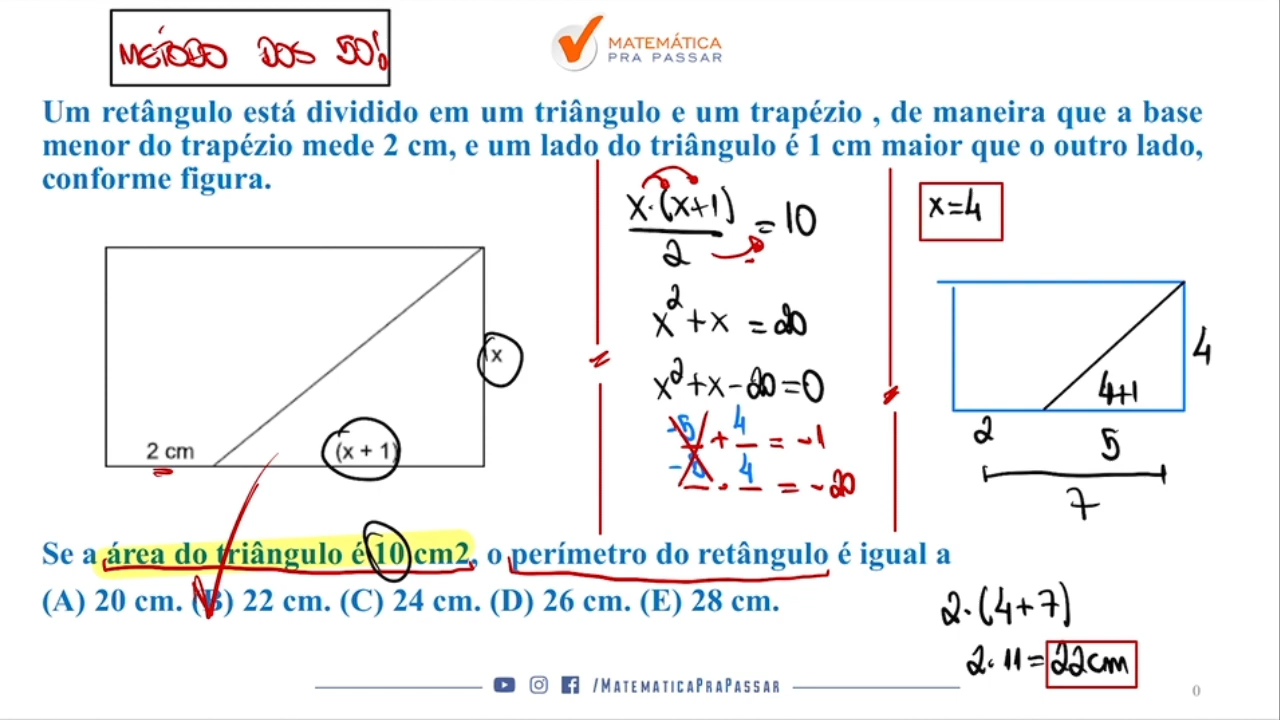 MÉTODO DOS 50!
MATEMÁTICA
PRA PASSAR
Um retângulo está dividido em um triângulo e um trapézio , de maneira que a base
menor do trapézio mede 2 cm, e um lado do triângulo é 1 cm maior que o outro lado,
conforme figura.
x
2 cm
(x + 1)
x·(x+1)
2
=10
x²+x =20
x²+x-20=0
-5 + 4 = -1
-5 · 4 = -20
x=4
4
4+1
2
5
7
Se a área do triângulo é 10 cm2, o perímetro do retângulo é igual a
(A) 20 cm. (B) 22 cm. (C) 24 cm. (D) 26 cm. (E) 28 cm.
2·(4+7)
2·11=22cm
/MATEMATICAPRAPASSAR
0